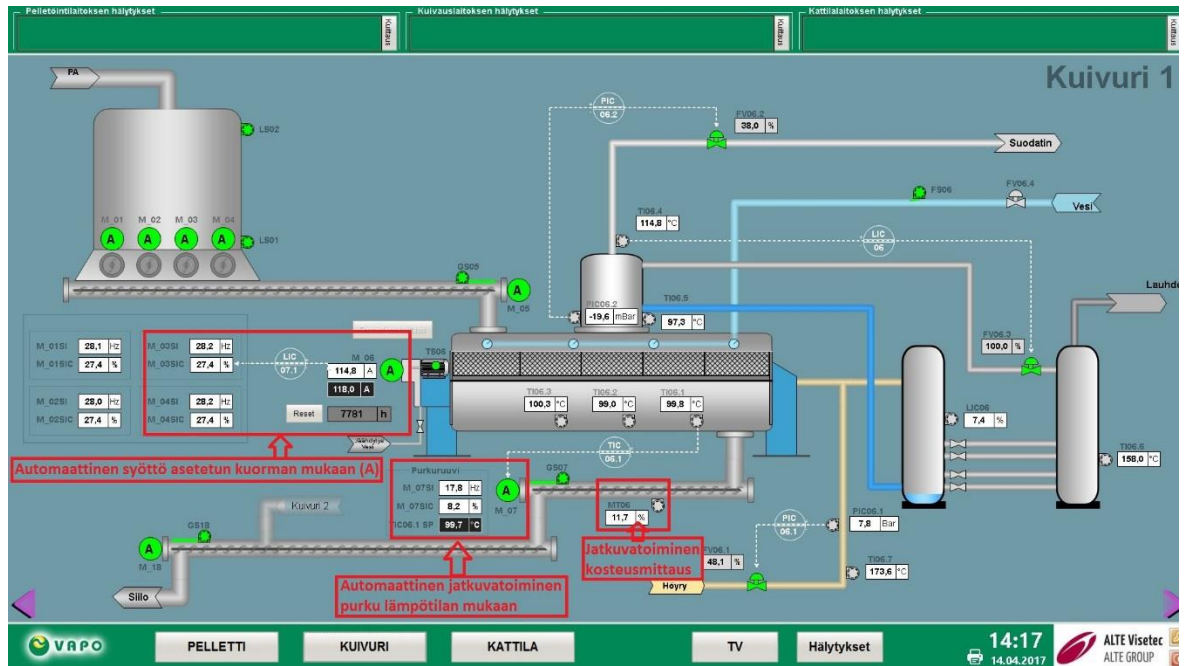 Pelletöintilaitoksen hälytykset
Kuittaus
Kuivauslaitoksen hälytykset
Kuittaus
Kattilalaitoksen hälytykset
Kuittaus
Kuivuri 1
PA
LS02
M_01 M_02 M_03 M_04
A A A A
LS01
GS05
A
M_05
PIC
06.2
FV06.2
38,0 %
Suodatin
FS06
FV06.4
Vesi
TI06.4
114,8 °C
LIC
06
PIC06.2
-19,6 mBar
TI06.5
97,3 °C
Lauhde
FV06.3
100,0 %
M_01SI 28,1 Hz
M_01SIC 27,4 %
M_03SI 28,2 Hz
M_03SIC 27,4 %
M_02SI 28,0 Hz
M_02SIC 27,4 %
M_04SI 28,2 Hz
M_04SIC 27,4 %
LIC
07.1
M_06
114,8 A
118,0 A
A
TS06
Reset 7781 h
Vesi
TI06.3
100,3 °C
TI06.2
99,0 °C
TI06.1
99,8 °C
LIC06
7,4 %
TI06.6
158,0 °C
Automaattinen syöttö asetetun kuorman mukaan (A)
TIC
06.1
Purkuruuvi
M_07SI 17,8 Hz
M_07SIC 8,2 %
TIC06.1 SP 99,7 °C
A
M_07
GS07
MT06
11,7 %
Jatkuvatoiminen
kosteusmittaus
PIC
06.1
PIC06.1
7,8 Bar
FV06.1
48,1 %
Höyry
TI06.7
173,6 °C
Kuivuri 2
GS18
A
M_18
Siilo
Automaattinen jatkuvatoiminen
purku lämpötilan mukaan
VAPO
PELLETTI
KUIVURI
KATTILA
TV
Hälytykset
14:17
14.04.2017
ALTE Visetec
ALTE GROUP